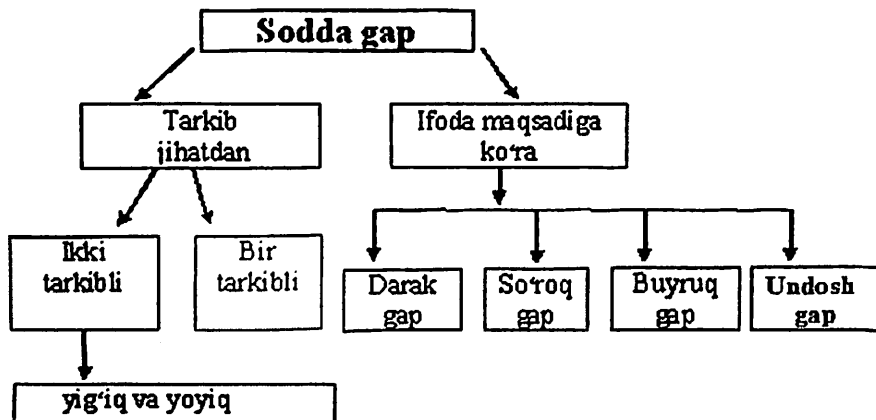 Sodda gap
Tarkib
jihatdan
Ifoda maqsadiga
ko‘ra
Ikki
tarkibli
Bir
tarkibli
Darak
gap
So‘roq
gap
Buyruq
gap
Undosh
gap
yig‘iq va yoyiq